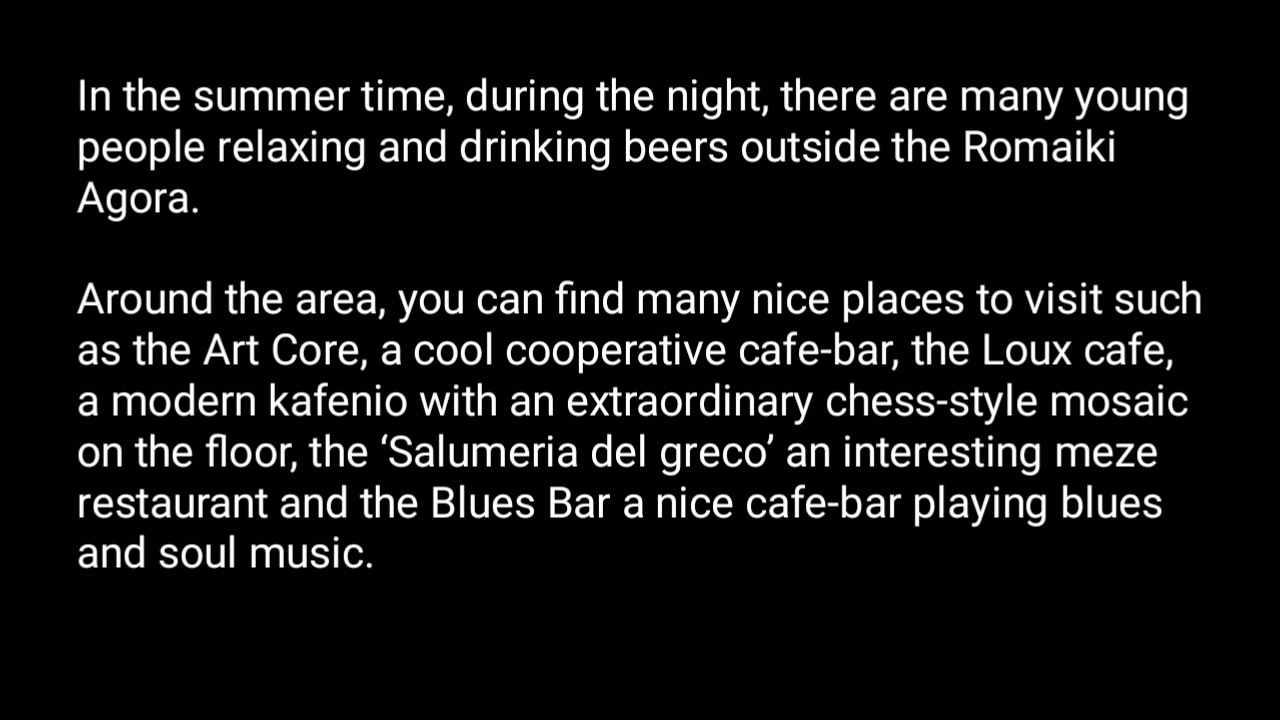 In the summer time, during the night, there are many young
people relaxing and drinking beers outside the Romaiki
Agora.
Around the area, you can find many nice places to visit such
as the Art Core, a cool cooperative cafe-bar, the Loux cafe,
a modern kafenio with an extraordinary chess-style mosaic
on the floor, the ‘Salumeria del greco’ an interesting meze
restaurant and the Blues Bar a nice cafe-bar playing blues
and soul music.